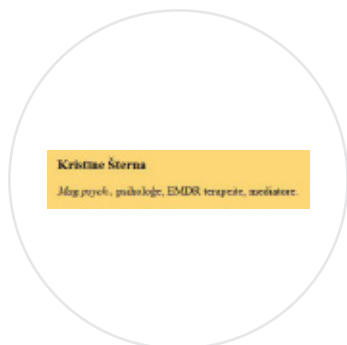 Kristīne Šterna
Mag.psych., psiholoģe, EMDR terapeite, mediatore.